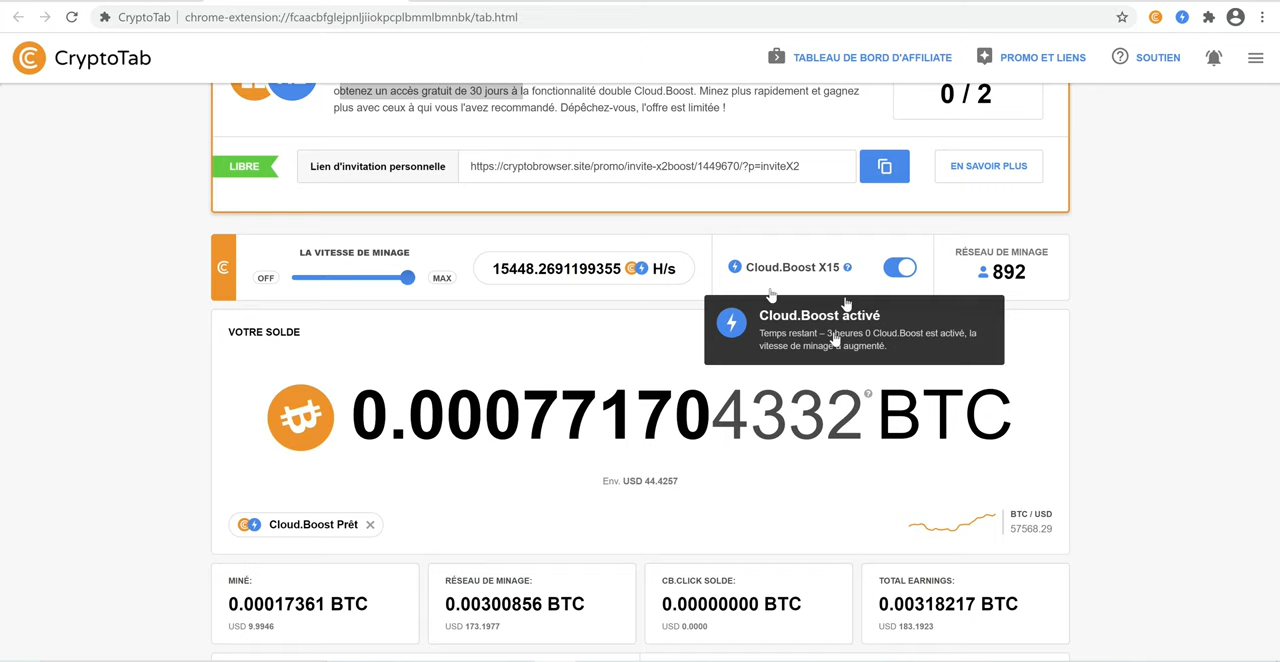 CryptoTab
chrome-extension://fcaacbfglejpnljiiokpcplbmmlbmnbk/tab.html
CryptoTab
TABLEAU DE BORD D'AFFILIATE
PROMO ET LIENS
SOUTIEN
obtenez un accès gratuit de 30 jours à la fonctionnalité double Cloud.Boost. Minez plus rapidement et gagnez
plus avec ceux à qui vous l'avez recommandé. Dépêchez-vous, l'offre est limitée !
0 / 2
LIBRE
Lien d'invitation personnelle
https://cryptobrowser.site/promo/invite-x2boost/1449670/?p=inviteX2
EN SAVOIR PLUS
LA VITESSE DE MINAGE
OFF
MAX
15448.2691199355 H/s
Cloud.Boost X15 ?
RÉSEAU DE MINAGE
892
Cloud.Boost activé
Temps restant – 3 heures 0 Cloud.Boost est activé, la
vitesse de minage augmenté.
VOTRE SOLDE
0.000771704332 ? BTC
Env. USD 44.4257
Cloud.Boost Prêt
BTC / USD
57568.29
MINÉ:
0.00017361 BTC
USD 9.9946
RÉSEAU DE MINAGE:
0.00300856 BTC
USD 173.1977
CB.CLICK SOLDE:
0.00000000 BTC
USD 0.0000
TOTAL EARNINGS:
0.00318217 BTC
USD 183.1923